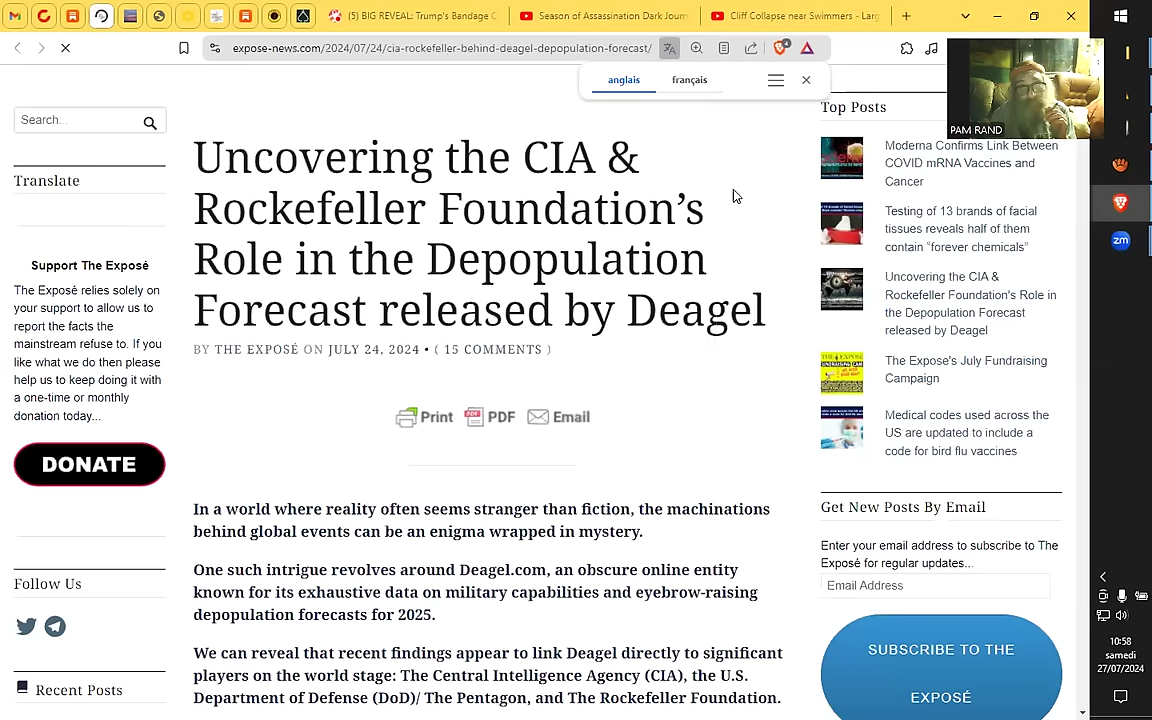 (5) BIG REVEAL: Trump's Bandage C
Season of Assassination Dark Journ
Cliff Collapse near Swimmers - Larg
expose-news.com/2024/07/24/cia-rockefeller-behind-deagel-depopulation-forecast/
4
anglais
français
PAM RAND
Search...
Translate
Support The Exposé
The Exposé relies solely on
your support to allow us to
report the facts the
mainstream refuse to. If you
like what we do then please
help us to keep doing it with
a one-time or monthly
donation today...
DONATE
Follow Us
Recent Posts
Uncovering the CIA &
Rockefeller Foundation’s
Role in the Depopulation
Forecast released by Deagel
BY THE EXPOSÉ ON JULY 24, 2024 • ( 15 COMMENTS )
Print
PDF
Email
In a world where reality often seems stranger than fiction, the machinations
behind global events can be an enigma wrapped in mystery.
One such intrigue revolves around Deagel.com, an obscure online entity
known for its exhaustive data on military capabilities and eyebrow-raising
depopulation forecasts for 2025.
We can reveal that recent findings appear to link Deagel directly to significant
players on the world stage: The Central Intelligence Agency (CIA), the U.S.
Department of Defense (DoD)/ The Pentagon, and The Rockefeller Foundation.
Top Posts
Moderna Confirms Link Between
COVID mRNA Vaccines and
Cancer
Testing of 13 brands of facial
tissues reveals half of them
contain “forever chemicals”
Uncovering the CIA &
Rockefeller Foundation's Role in
the Depopulation Forecast
released by Deagel
The Expose's July Fundraising
Campaign
Medical codes used across the
US are updated to include a
code for bird flu vaccines
Get New Posts By Email
Enter your email address to subscribe to The
Exposé for regular updates...
Email Address
SUBSCRIBE TO THE
EXPOSÉ
zm
10:58
samedi
27/07/2024